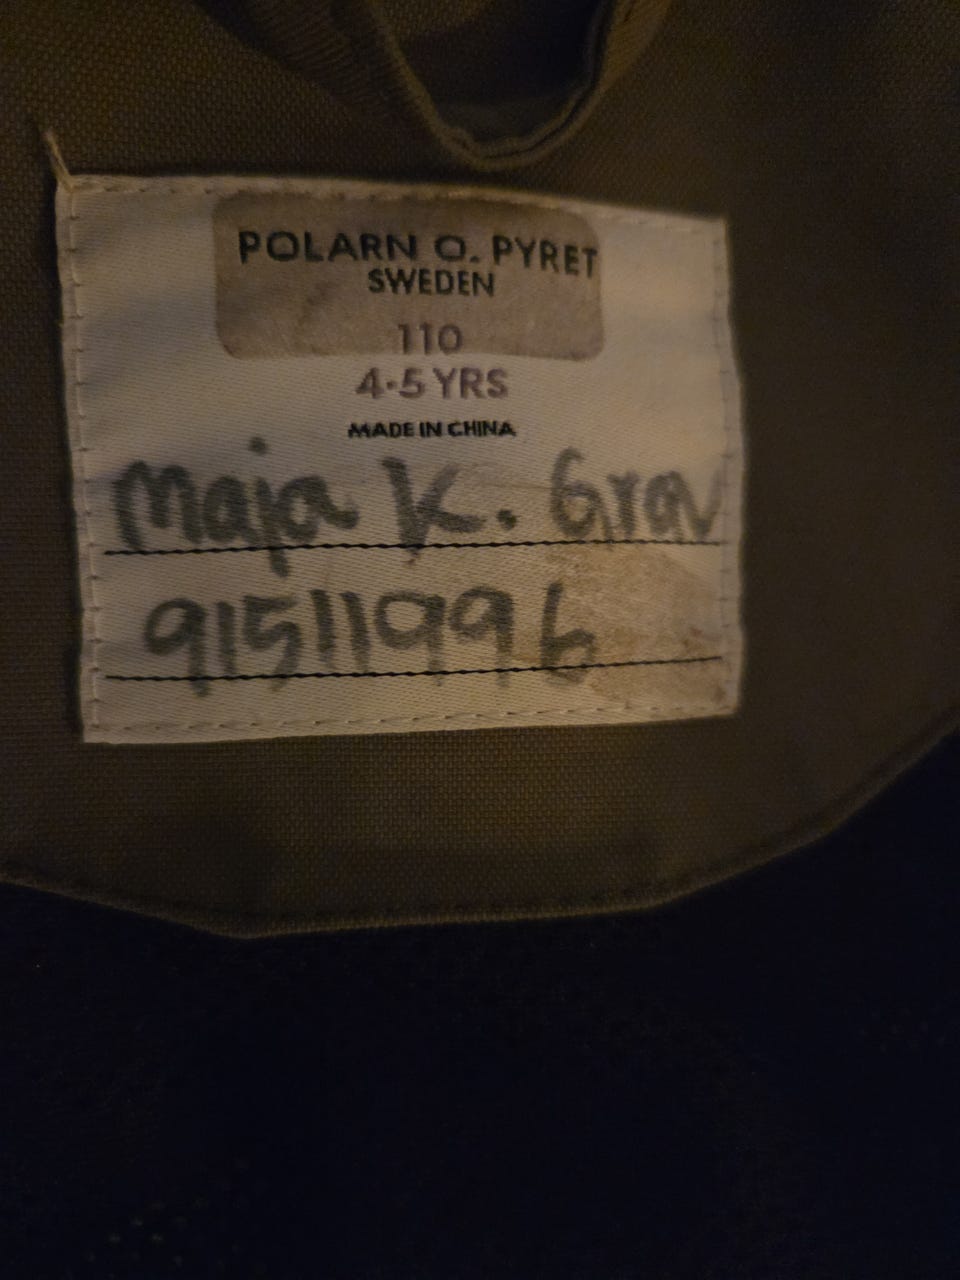 POLARN O. PYRET
SWEDEN
110
4-5 YRS
MADE IN CHINA
Maja K. Grav
91511996